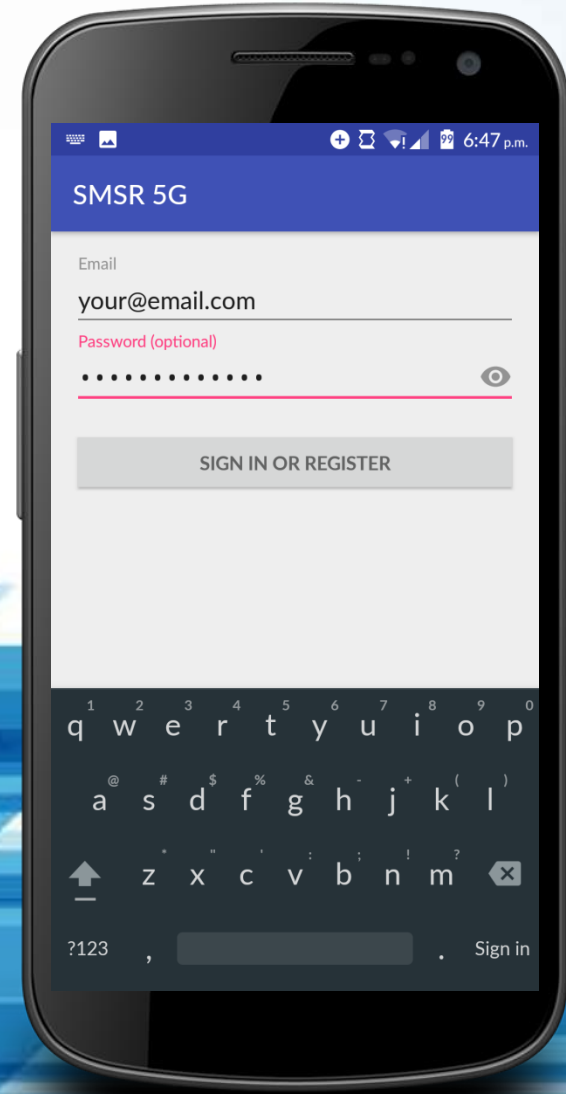 99 6:47 p.m.
SMSR 5G
Email
your@email.com
Password (optional)
•••••••••••••
SIGN IN OR REGISTER
1 2 3 4 5 6 7 8 9 0
q w e r t y u i o p
@ # $ % & - + ( )
a s d f g h j k l
* " ' : ; ! ?
z x c v b n m
?123 , . Sign in